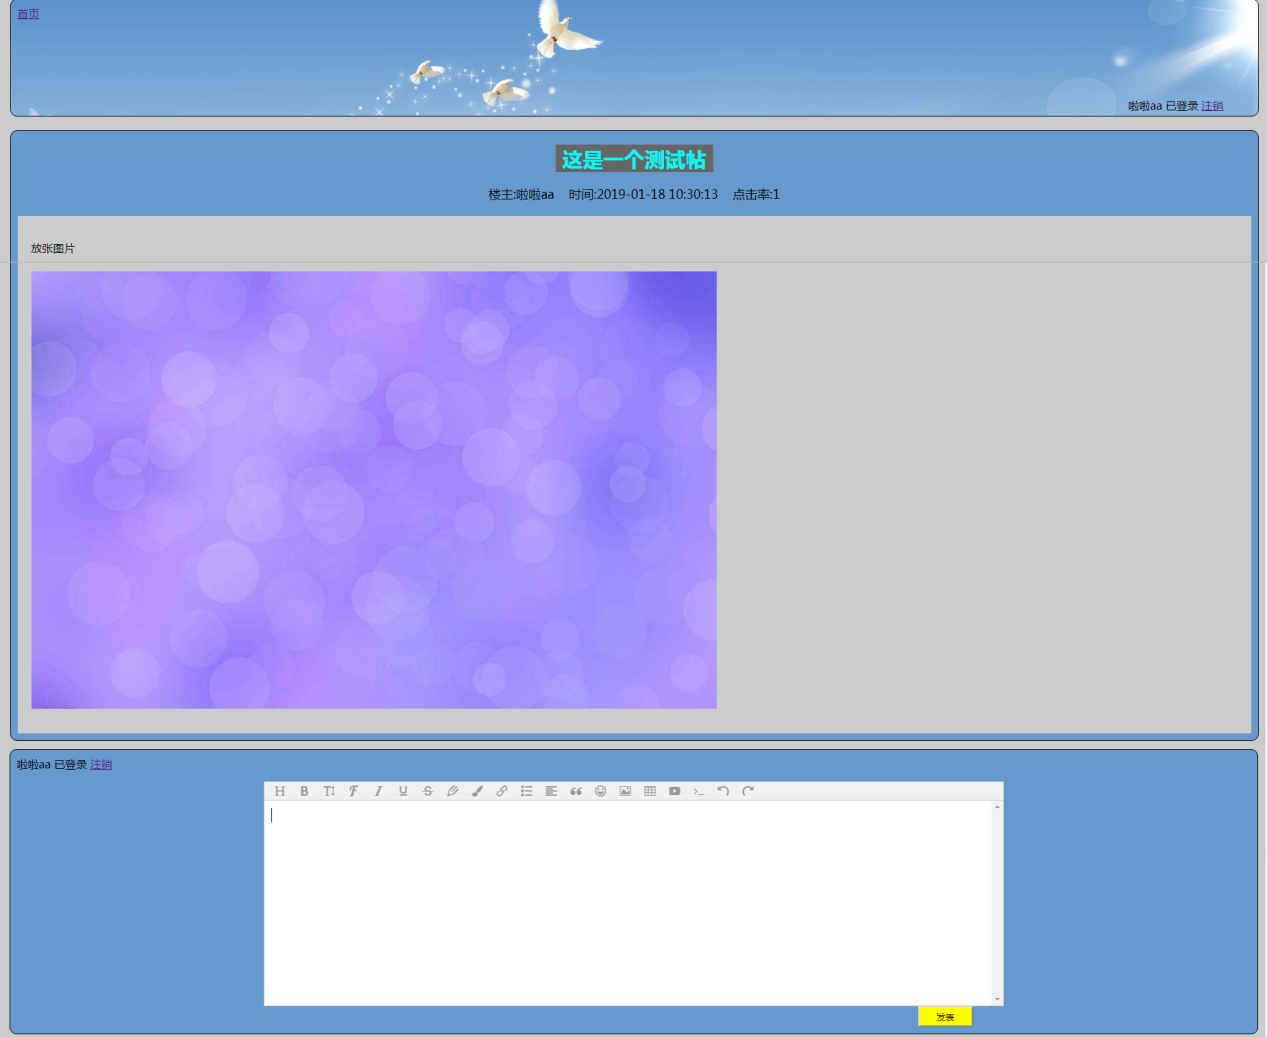 首页
啦啦aa 已登录 注销
这是一个测试帖
楼主:啦啦aa 时间:2019-01-18 10:30:13 点击率:1
放张图片
啦啦aa 已登录 注销
发表